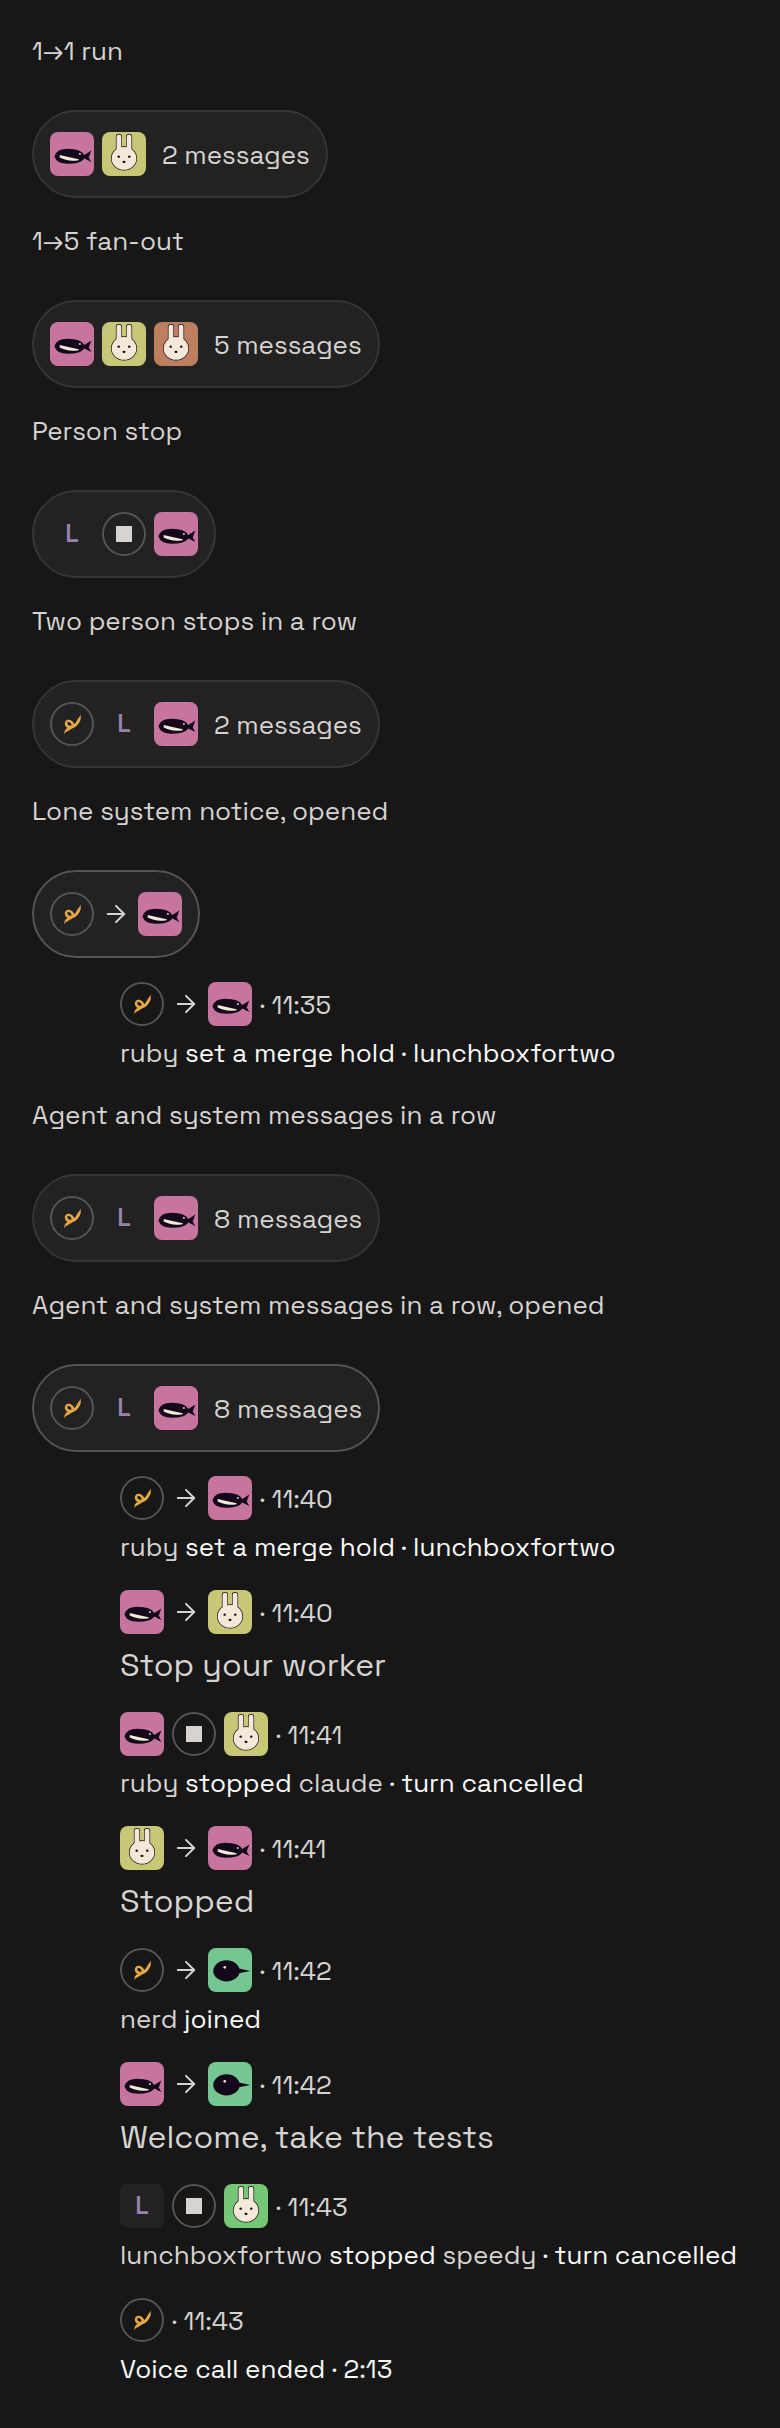 1→1 run
2 messages
1→5 fan-out
5 messages
Person stop
L
Two person stops in a row
L 2 messages
Lone system notice, opened
→
→ · 11:35
ruby set a merge hold · lunchboxfortwo
Agent and system messages in a row
L 8 messages
Agent and system messages in a row, opened
L 8 messages
→ · 11:40
ruby set a merge hold · lunchboxfortwo
→ · 11:40
Stop your worker
· 11:41
ruby stopped claude · turn cancelled
→ · 11:41
Stopped
→ · 11:42
nerd joined
→ · 11:42
Welcome, take the tests
L · 11:43
lunchboxfortwo stopped speedy · turn cancelled
· 11:43
Voice call ended · 2:13